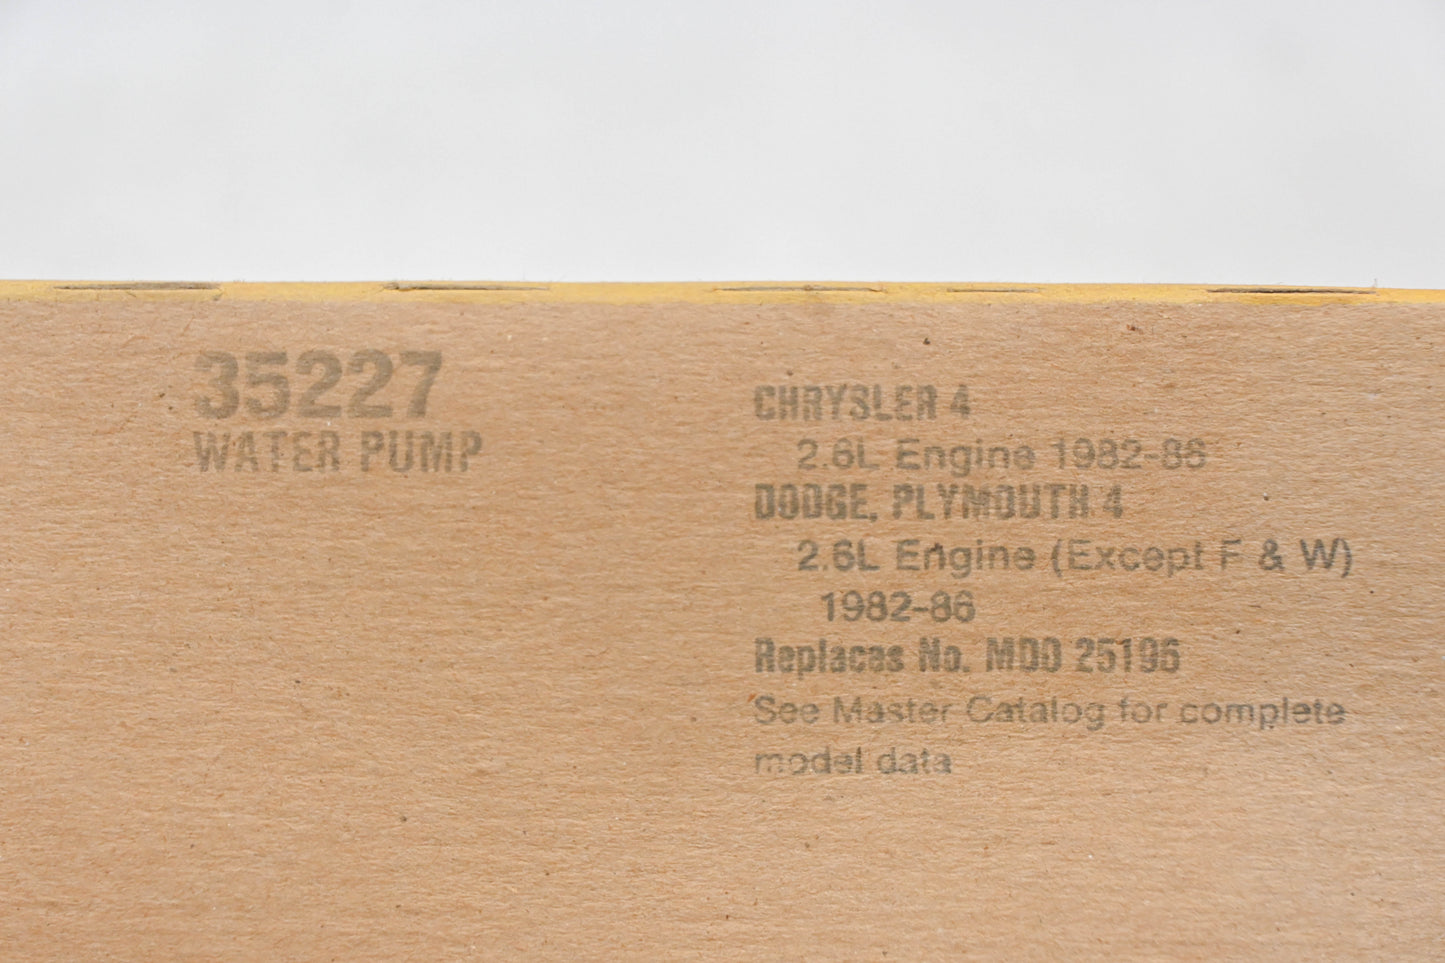 35227
WATER PUMP
CHRYSLER 4
2.6L Engine 1982-86
DODGE, PLYMOUTH 4
2.6L Engine (Except F & W)
1982-86
Replaces No. MDO 25196
See Master Catalog for complete
model data